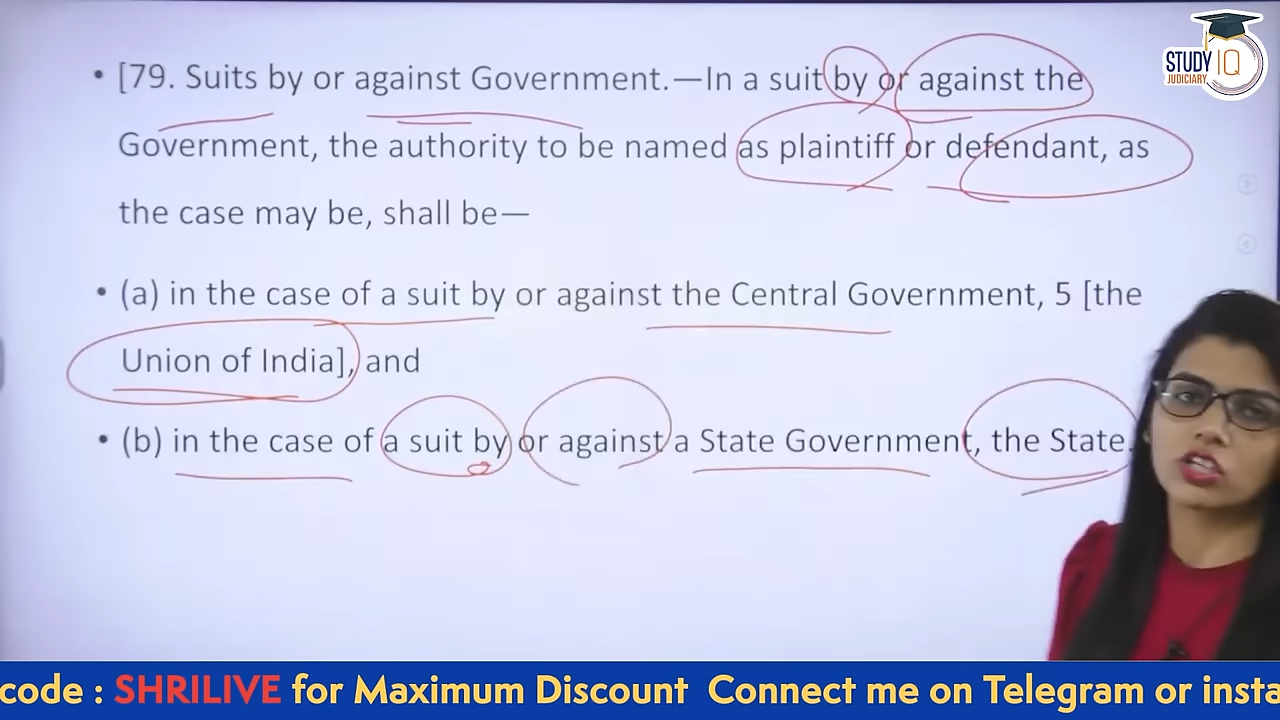 STUDY IQ
JUDICIARY
• [79. Suits by or against Government.—In a suit by or against the
Government, the authority to be named as plaintiff or defendant, as
the case may be, shall be—
• (a) in the case of a suit by or against the Central Government, 5 [the
Union of India], and
• (b) in the case of a suit by or against a State Government, the State.
code : SHRILIVE for Maximum Discount Connect me on Telegram or insta